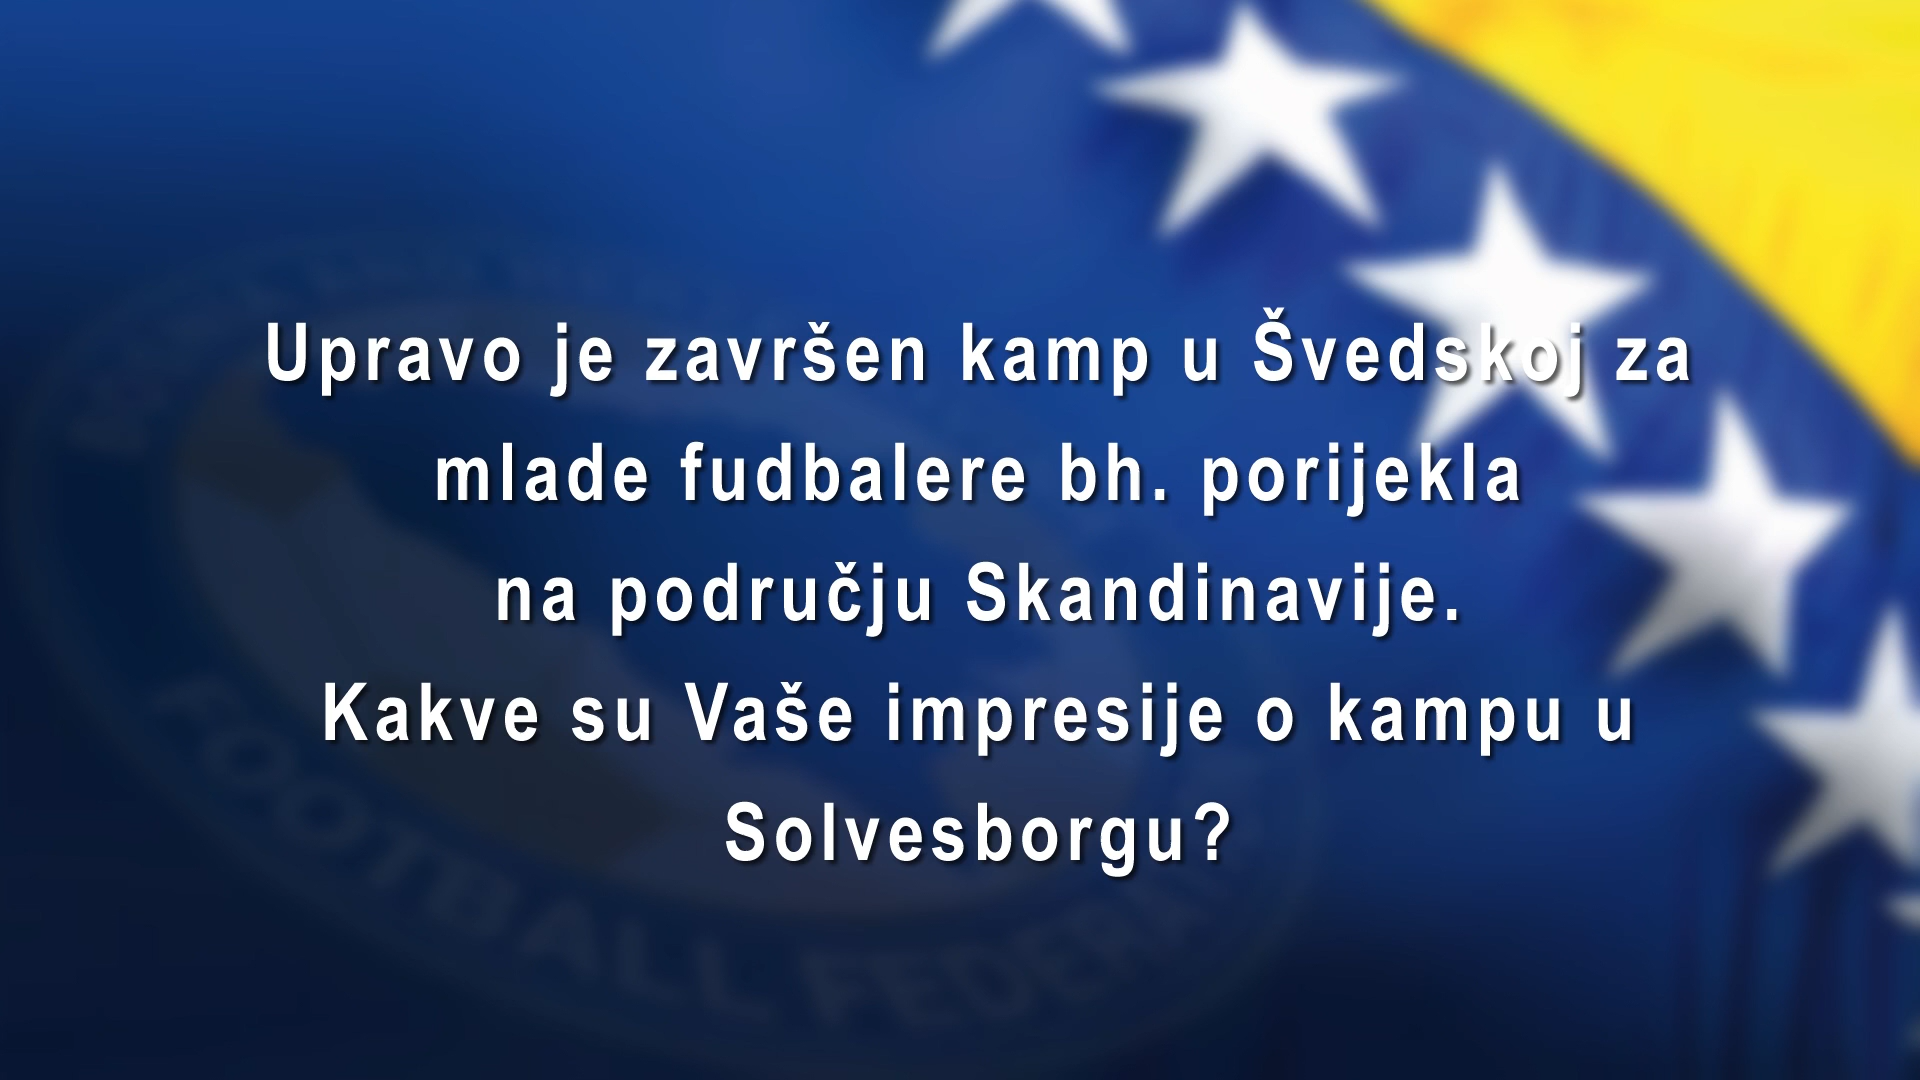 Upravo je završen kamp u Švedskoj za
mlade fudbalere bh. porijekla
na području Skandinavije.
Kakve su Vaše impresije o kampu u
Solvesborgu?
FOOTBALL